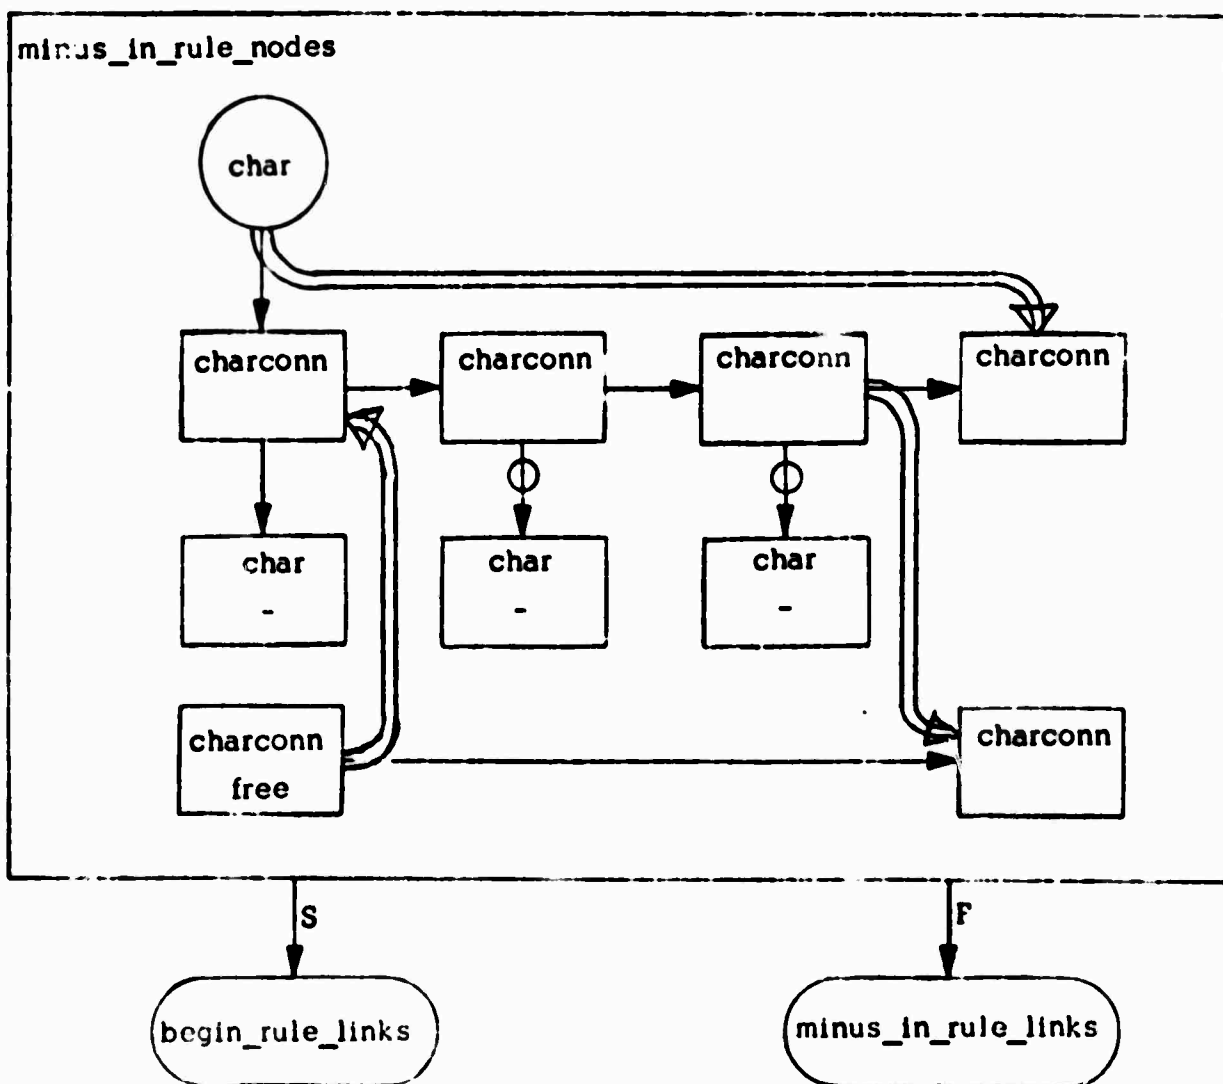 minus_in_rule_nodes
char
charconn
charconn
charconn
charconn
char
-
char
-
char
-
charconn
free
charconn
S
F
begin_rule_links
minus_in_rule_links